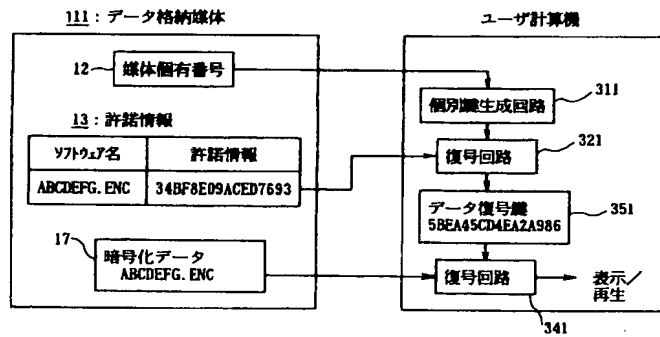 111：データ格納媒体
ユーザ計算機
12
媒体個有番号
個別鍵生成回路
311
13：許諾情報
復号回路
321
ソフトウェア名
許諾情報
ABCDEFG.ENC
34BF8E09ACED7693
データ復号鍵
5BEA45CD4EA2A986
351
17
暗号化データ
ABCDEFG.ENC
復号回路
表示／
再生
341